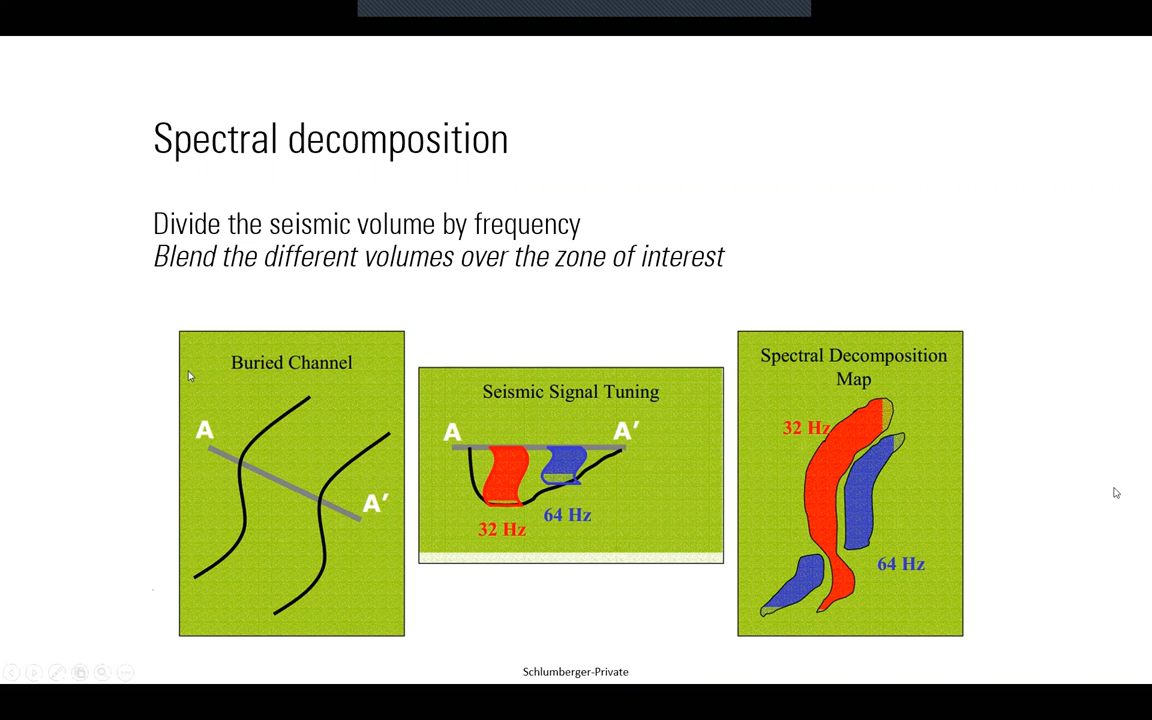 Spectral decomposition
Divide the seismic volume by frequency
Blend the different volumes over the zone of interest
Buried Channel
A
A′
Seismic Signal Tuning
A
A′
32 Hz
64 Hz
Spectral Decomposition
Map
32 Hz
64 Hz
Schlumberger-Private